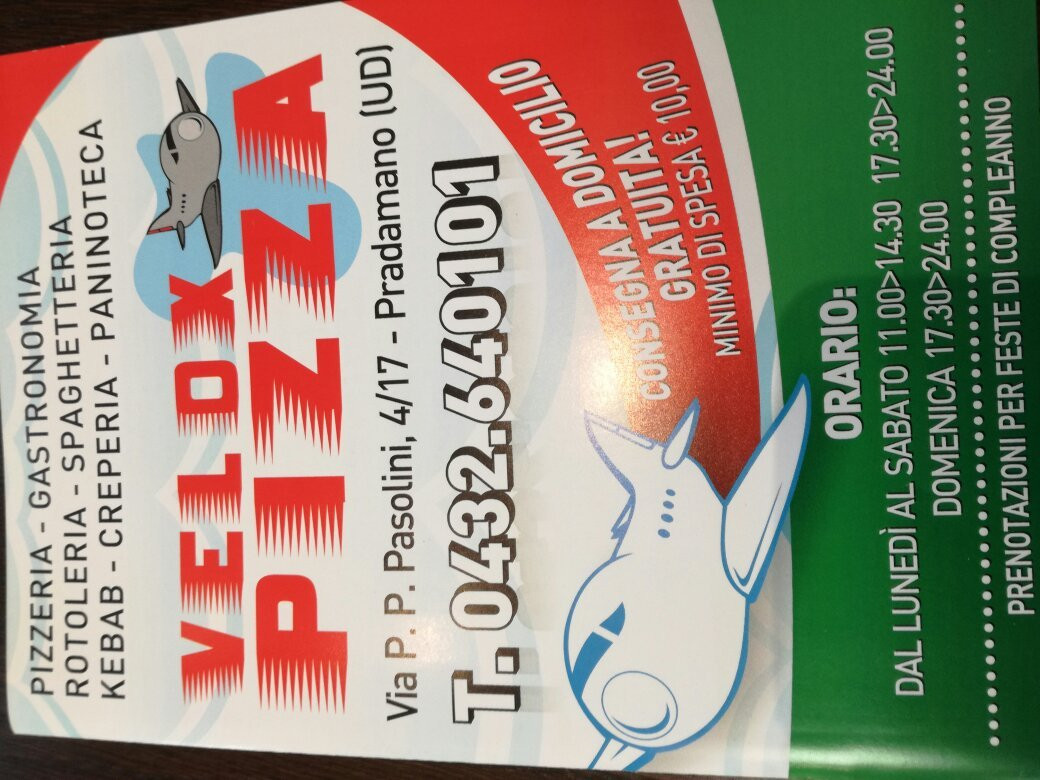 PIZZERIA - GASTRONOMIA
ROTOLERIA - SPAGHETTERIA
KEBAB - CREPERIA - PANINOTECA
VELOX
PIZZA
Via P. P. Pasolini, 4/17 - Pradamano (UD)
T. 0432.640101
CONSEGNA A DOMICILIO
GRATUITA!
MINIMO DI SPESA € 10,00
ORARIO:
DAL LUNEDÌ AL SABATO 11.00>14.30 17.30>24.00
DOMENICA 17.30>24.00
PRENOTAZIONI PER FESTE DI COMPLEANNO